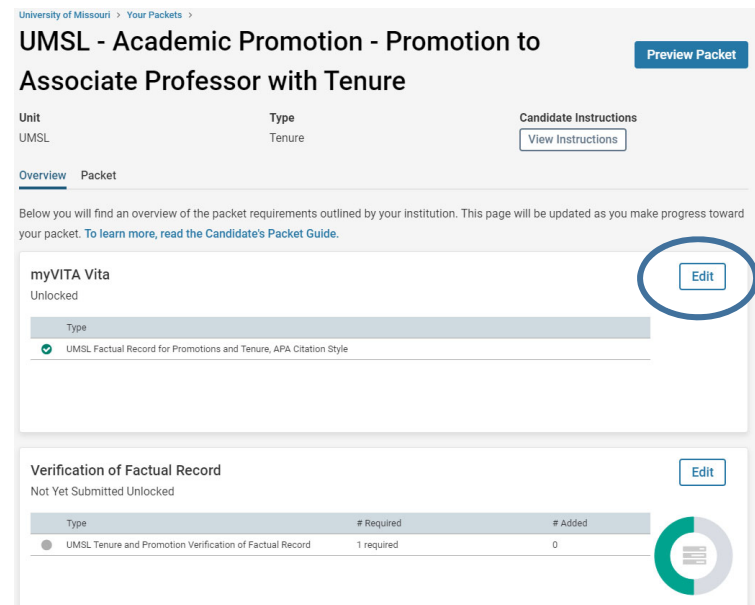 University of Missouri > Your Packets >
UMSL - Academic Promotion - Promotion to
Associate Professor with Tenure
Preview Packet
Unit
Type
Candidate Instructions
UMSL
Tenure
View Instructions
Overview Packet
Below you will find an overview of the packet requirements outlined by your institution. This page will be updated as you make progress toward
your packet. To learn more, read the Candidate's Packet Guide.
myVITA Vita
Edit
Unlocked
Type
UMSL Factual Record for Promotions and Tenure, APA Citation Style
Verification of Factual Record
Edit
Not Yet Submitted Unlocked
Type # Required # Added
UMSL Tenure and Promotion Verification of Factual Record 1 required 0